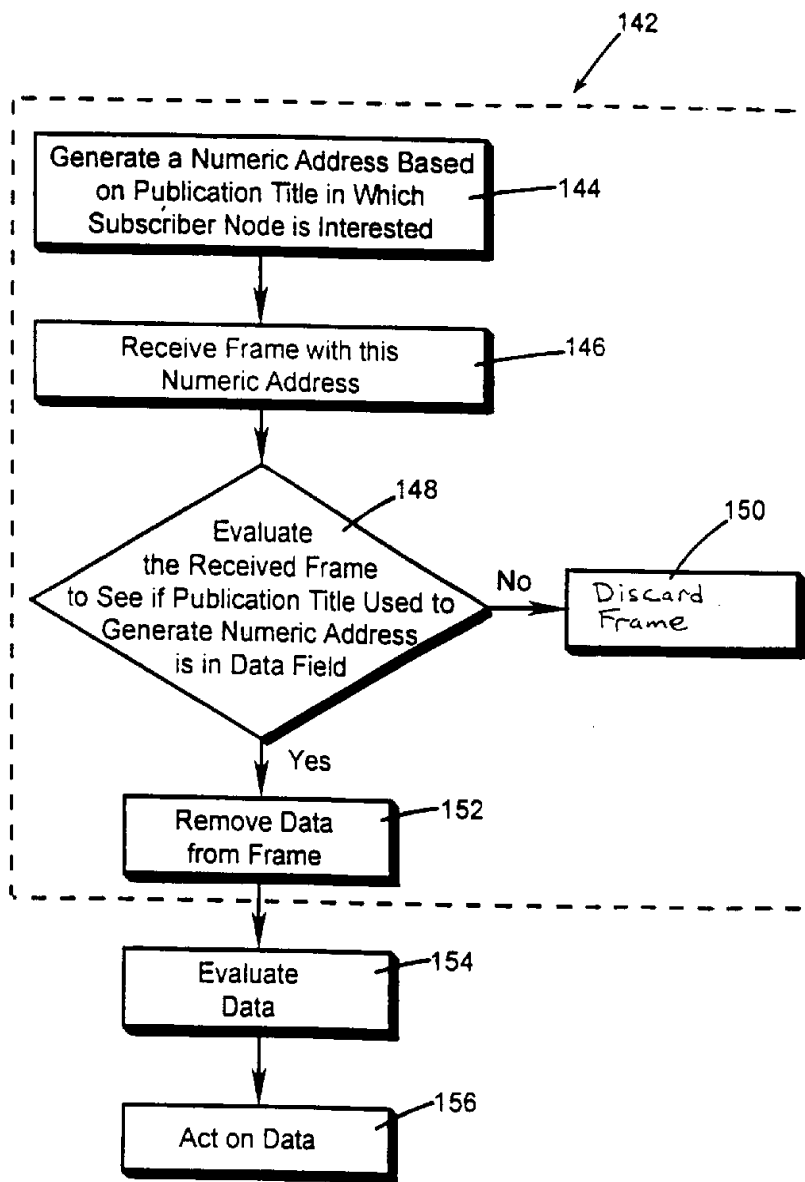 142
Generate a Numeric Address Based
on Publication Title in Which
Subscriber Node is Interested
144
Receive Frame with this
Numeric Address
146
148
Evaluate
the Received Frame
to See if Publication Title Used to
Generate Numeric Address
is in Data Field
No
150
Discard
Frame
Yes
Remove Data
from Frame
152
Evaluate
Data
154
Act on Data
156